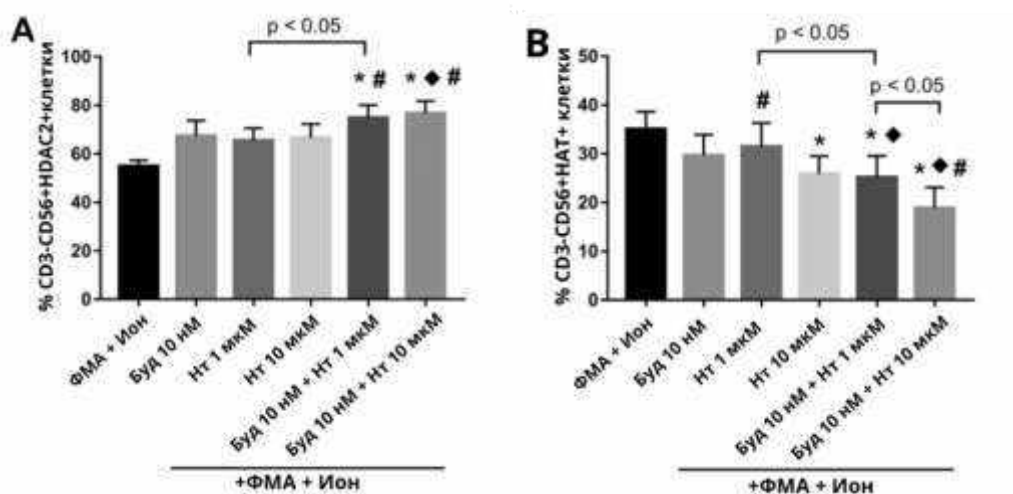 A
p < 0.05
% CD3-CD56+HDAC2+клетки
100
80
60
40
20
0
* #
* ◆ #
ФМА + Ион
Буд 10 нМ
Нт 1 мкМ
Нт 10 мкМ
Буд 10 нМ + Нт 1 мкМ
Буд 10 нМ + Нт 10 мкМ
+ФМА + Ион
B
p < 0.05
p < 0.05
% CD3-CD56+HAT+ клетки
50
40
30
20
10
0
#
*
* ◆
* ◆ #
ФМА + Ион
Буд 10 нМ
Нт 1 мкМ
Нт 10 мкМ
Буд 10 нМ + Нт 1 мкМ
Буд 10 нМ + Нт 10 мкМ
+ФМА + Ион